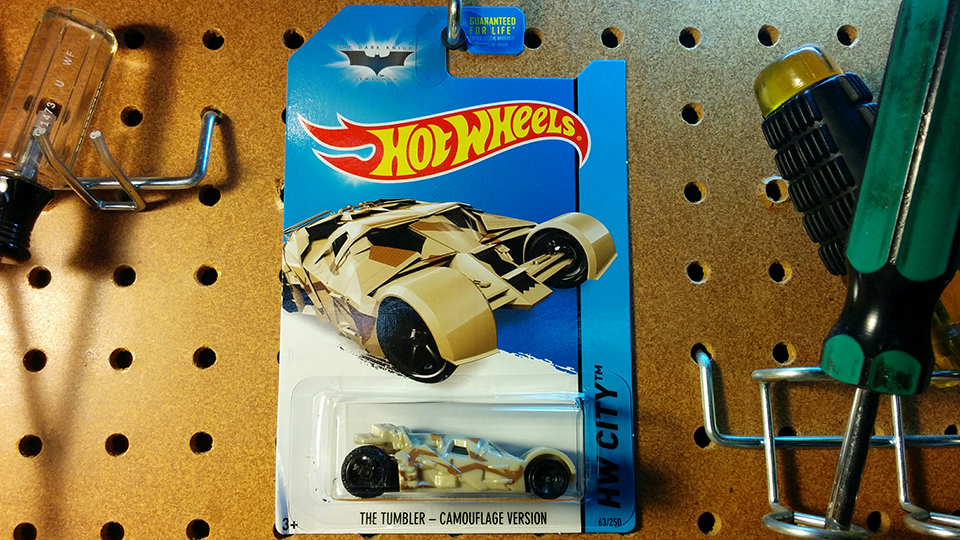 GUARANTEED
FOR LIFE*
THE DARK KNIGHT
HOT WHEELS
HW CITY™
3+
THE TUMBLER – CAMOUFLAGE VERSION
63/250